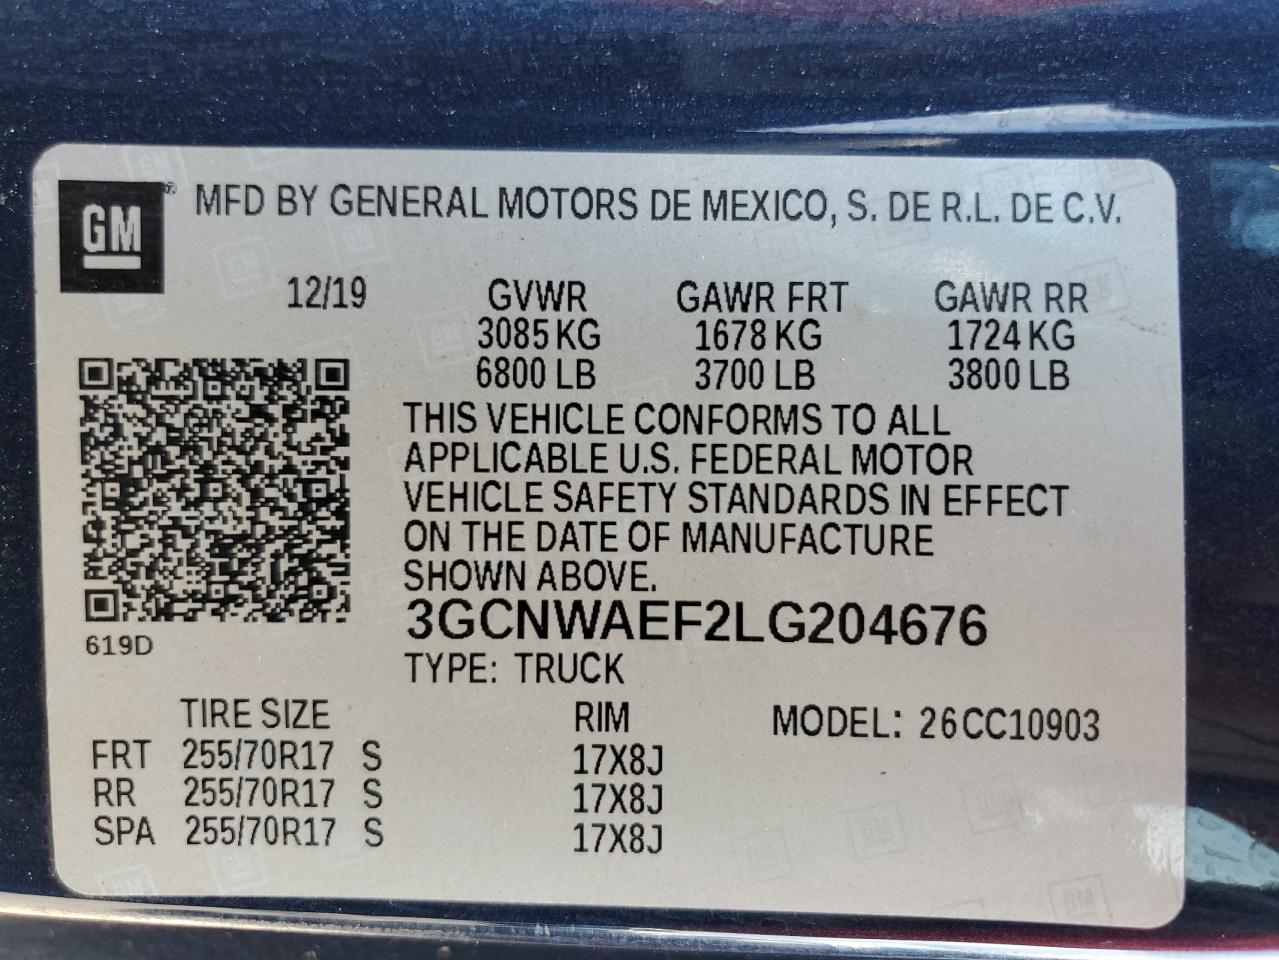 GM ® MFD BY GENERAL MOTORS DE MEXICO, S. DE R.L. DE C.V.
12/19 GVWR GAWR FRT GAWR RR
3085 KG 1678 KG 1724 KG
6800 LB 3700 LB 3800 LB
THIS VEHICLE CONFORMS TO ALL
APPLICABLE U.S. FEDERAL MOTOR
VEHICLE SAFETY STANDARDS IN EFFECT
ON THE DATE OF MANUFACTURE
SHOWN ABOVE.
3GCNWAEF2LG204676
619D
TYPE: TRUCK
TIRE SIZE RIM MODEL: 26CC10903
FRT 255/70R17 S 17X8J
RR 255/70R17 S 17X8J
SPA 255/70R17 S 17X8J